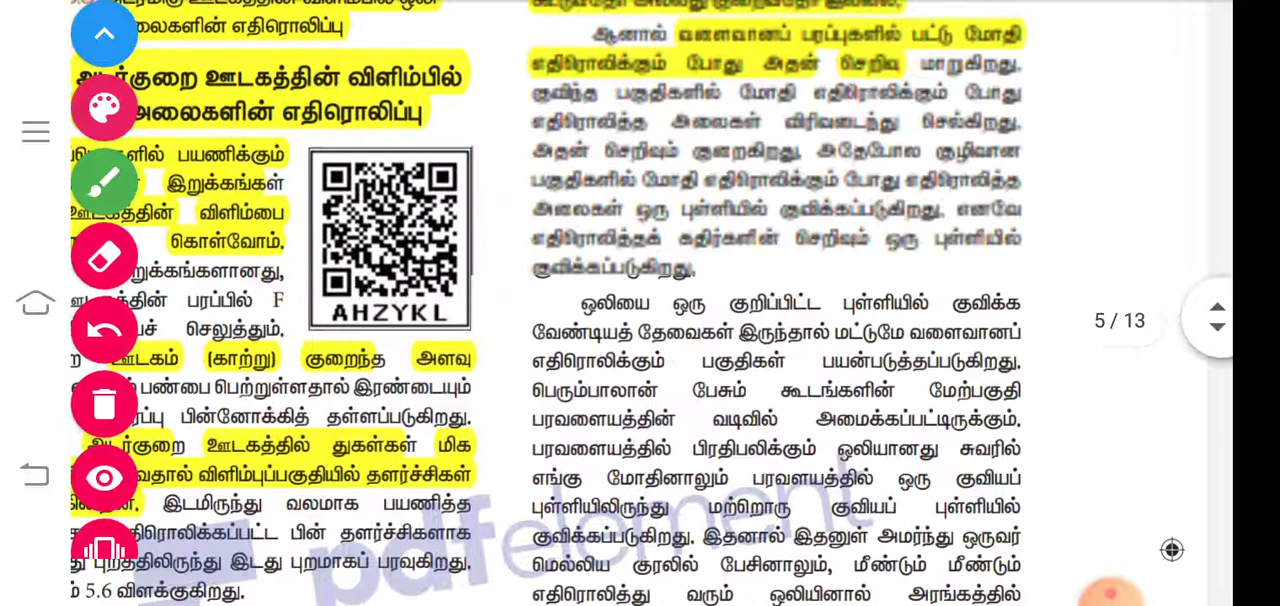 லைகளின் எதிரொலிப்பு
குறை ஊடகத்தின் விளிம்பில்
அலைகளின் எதிரொலிப்பு
ளில் பயணிக்கும்
இறுக்கங்கள்
ஊடகத்தின் விளிம்பை
கொள்வோம்.
றுக்கங்களானது,
த்தின் பரப்பில் F
செலுத்தும்.
ஊடகம் (காற்று) குறைந்த அளவு
பண்பை பெற்றுள்ளதால் இரண்டையும்
ப்பு பின்னோக்கித் தள்ளப்படுகிறது.
அடர்குறை ஊடகத்தில் துகள்கள் மிக
வதால் விளிம்புப்பகுதியில் தளர்ச்சிகள்
இடமிருந்து வலமாக பயணித்த
திரொலிக்கப்பட்ட பின் தளர்ச்சிகளாக
து புறத்திலிருந்து இடது புறமாகப் பரவுகிறது.
ம் 5.6 விளக்குகிறது.
AHZYKL
ஆனால் வளைவானப் பரப்புகளில் பட்டு மோதி
எதிரொலிக்கும் போது அதன் செறிவு மாறுகிறது.
குவிந்த பகுதிகளில் மோதி எதிரொலிக்கும் போது
எதிரொலித்த அலைகள் விரிவடைந்து செல்கிறது.
அதன் செறிவும் குறைகிறது. அதேபோல குழிவான
பகுதிகளில் மோதி எதிரொலிக்கும் போது எதிரொலித்த
அலைகள் ஒரு புள்ளியில் குவிக்கப்படுகிறது. எனவே
எதிரொலித்தக் கதிர்களின் செறிவும் ஒரு புள்ளியில்
குவிக்கப்படுகிறது.
ஒலியை ஒரு குறிப்பிட்ட புள்ளியில் குவிக்க
வேண்டியத் தேவைகள் இருந்தால் மட்டுமே வளைவானப்
எதிரொலிக்கும் பகுதிகள் பயன்படுத்தப்படுகிறது.
பெரும்பாலான் பேசும் கூடங்களின் மேற்பகுதி
பரவளையத்தின் வடிவில் அமைக்கப்பட்டிருக்கும்.
பரவளையத்தில் பிரதிபலிக்கும் ஒலியானது சுவரில்
எங்கு மோதினாலும் பரவளையத்தில் ஒரு குவியப்
புள்ளியிலிருந்து மற்றொரு குவியப் புள்ளியில்
குவிக்கப்படுகிறது. இதனால் இதனுள் அமர்ந்து ஒருவர்
மெல்லிய குரலில் பேசினாலும், மீண்டும் மீண்டும்
எதிரொலித்து வரும் ஒலியினால் அரங்கத்தில்
5 / 13
pdfelement